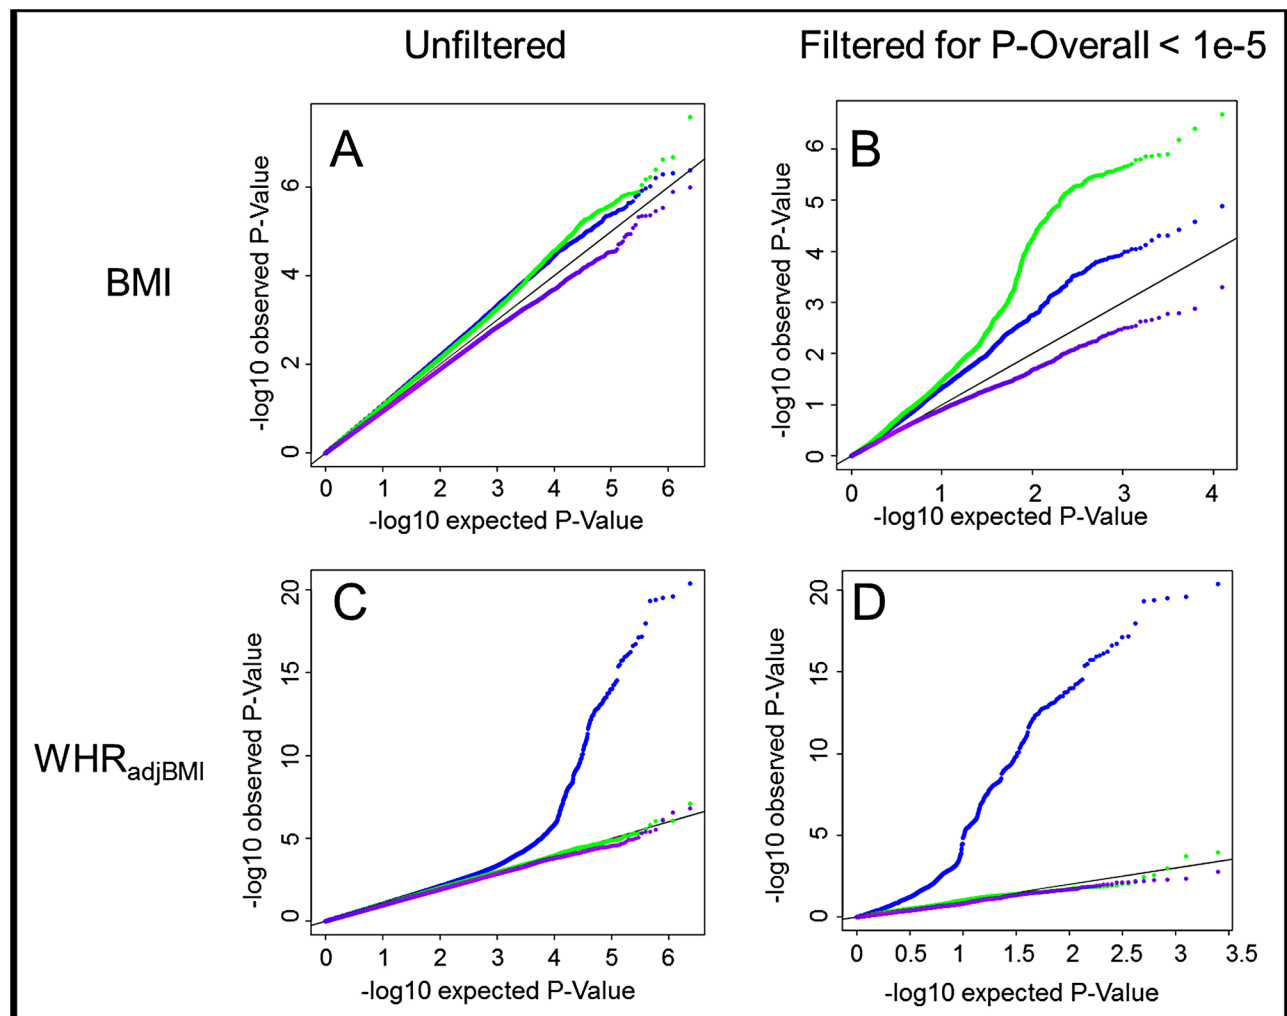 Unfiltered
Filtered for P-Overall < 1e-5
BMI
A
-log10 observed P-Value
0 2 4 6
0 1 2 3 4 5 6
-log10 expected P-Value
B
-log10 observed P-Value
0 1 2 3 4 5 6
0 1 2 3 4
-log10 expected P-Value
WHRadjBMI
C
-log10 observed P-Value
0 5 10 15 20
0 1 2 3 4 5 6
-log10 expected P-Value
D
-log10 observed P-Value
0 5 10 15 20
0 0.5 1 1.5 2 2.5 3 3.5
-log10 expected P-Value